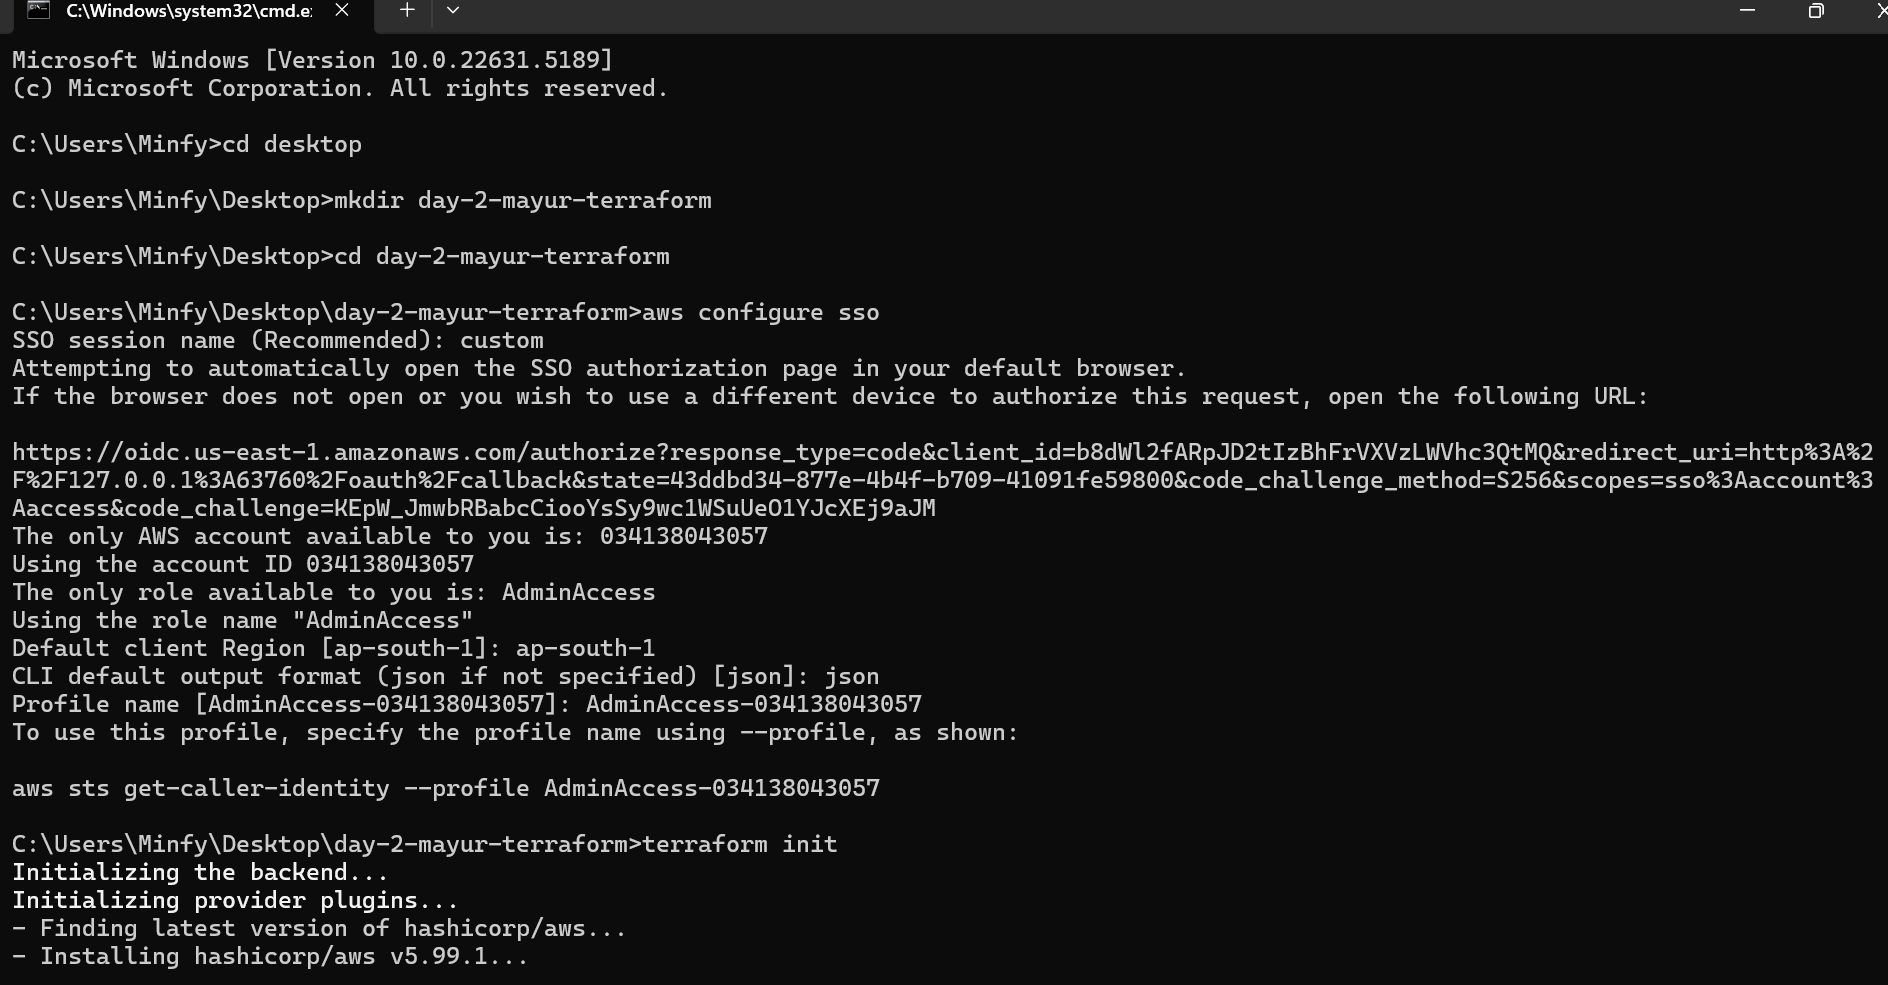 C:\Windows\system32\cmd.e:
Microsoft Windows [Version 10.0.22631.5189]
(c) Microsoft Corporation. All rights reserved.
C:\Users\Minfy>cd desktop
C:\Users\Minfy\Desktop>mkdir day-2-mayur-terraform
C:\Users\Minfy\Desktop>cd day-2-mayur-terraform
C:\Users\Minfy\Desktop\day-2-mayur-terraform>aws configure sso
SSO session name (Recommended): custom
Attempting to automatically open the SSO authorization page in your default browser.
If the browser does not open or you wish to use a different device to authorize this request, open the following URL:
https://oidc.us-east-1.amazonaws.com/authorize?response_type=code&client_id=b8dWl2fARpJD2tIzBhFrVXVzLWVhc3QtMQ&redirect_uri=http%3A%2
F%2F127.0.0.1%3A63760%2Foauth%2Fcallback&state=43ddbd34-877e-4b4f-b709-41091fe59800&code_challenge_method=S256&scopes=sso%3Aaccount%3
Aaccess&code_challenge=KEpW_JmwbRBabcCiooYsSy9wc1WSuUeO1YJcXEj9aJM
The only AWS account available to you is: 034138043057
Using the account ID 034138043057
The only role available to you is: AdminAccess
Using the role name "AdminAccess"
Default client Region [ap-south-1]: ap-south-1
CLI default output format (json if not specified) [json]: json
Profile name [AdminAccess-034138043057]: AdminAccess-034138043057
To use this profile, specify the profile name using --profile, as shown:
aws sts get-caller-identity --profile AdminAccess-034138043057
C:\Users\Minfy\Desktop\day-2-mayur-terraform>terraform init
Initializing the backend...
Initializing provider plugins...
- Finding latest version of hashicorp/aws...
- Installing hashicorp/aws v5.99.1...